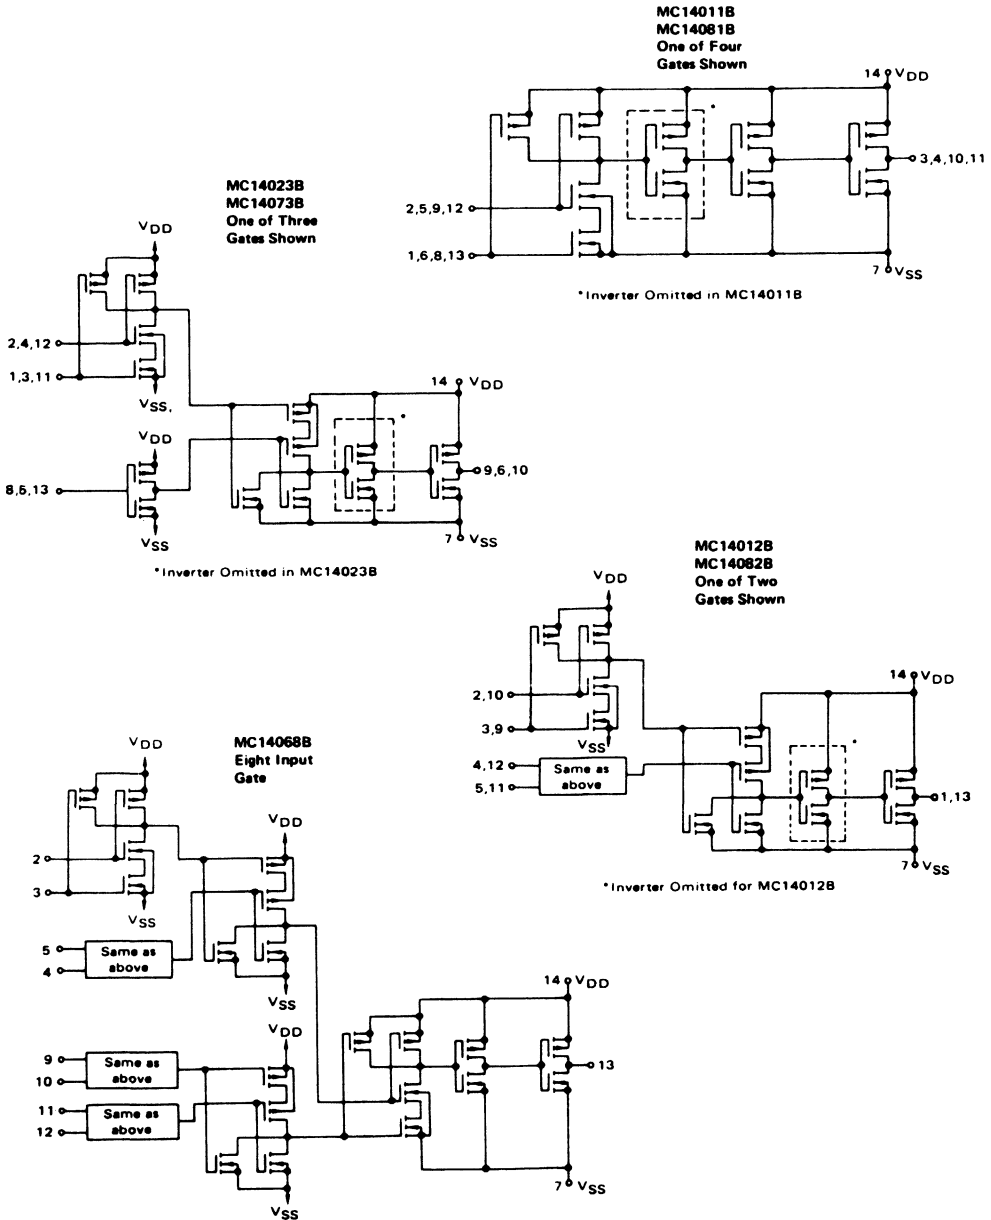 MC14011B
MC14081B
One of Four
Gates Shown
14 VDD
3,4,10,11
2,5,9,12
1,6,8,13
7 VSS
*
*Inverter Omitted in MC14011B
MC14023B
MC14073B
One of Three
Gates Shown
VDD
2,4,12
1,3,11
VSS,
VDD
8,5,13
VSS
14 VDD
*
9,6,10
7 VSS
*Inverter Omitted in MC14023B
MC14012B
MC14082B
One of Two
Gates Shown
VDD
2,10
3,9
VSS
4,12
5,11
Same as
above
14 VDD
*
1,13
7 VSS
*Inverter Omitted for MC14012B
MC14068B
Eight Input
Gate
VDD
2
3
VSS
VDD
5
4
Same as
above
VSS
VDD
9
10
Same as
above
11
12
Same as
above
VSS
14 VDD
13
7 VSS